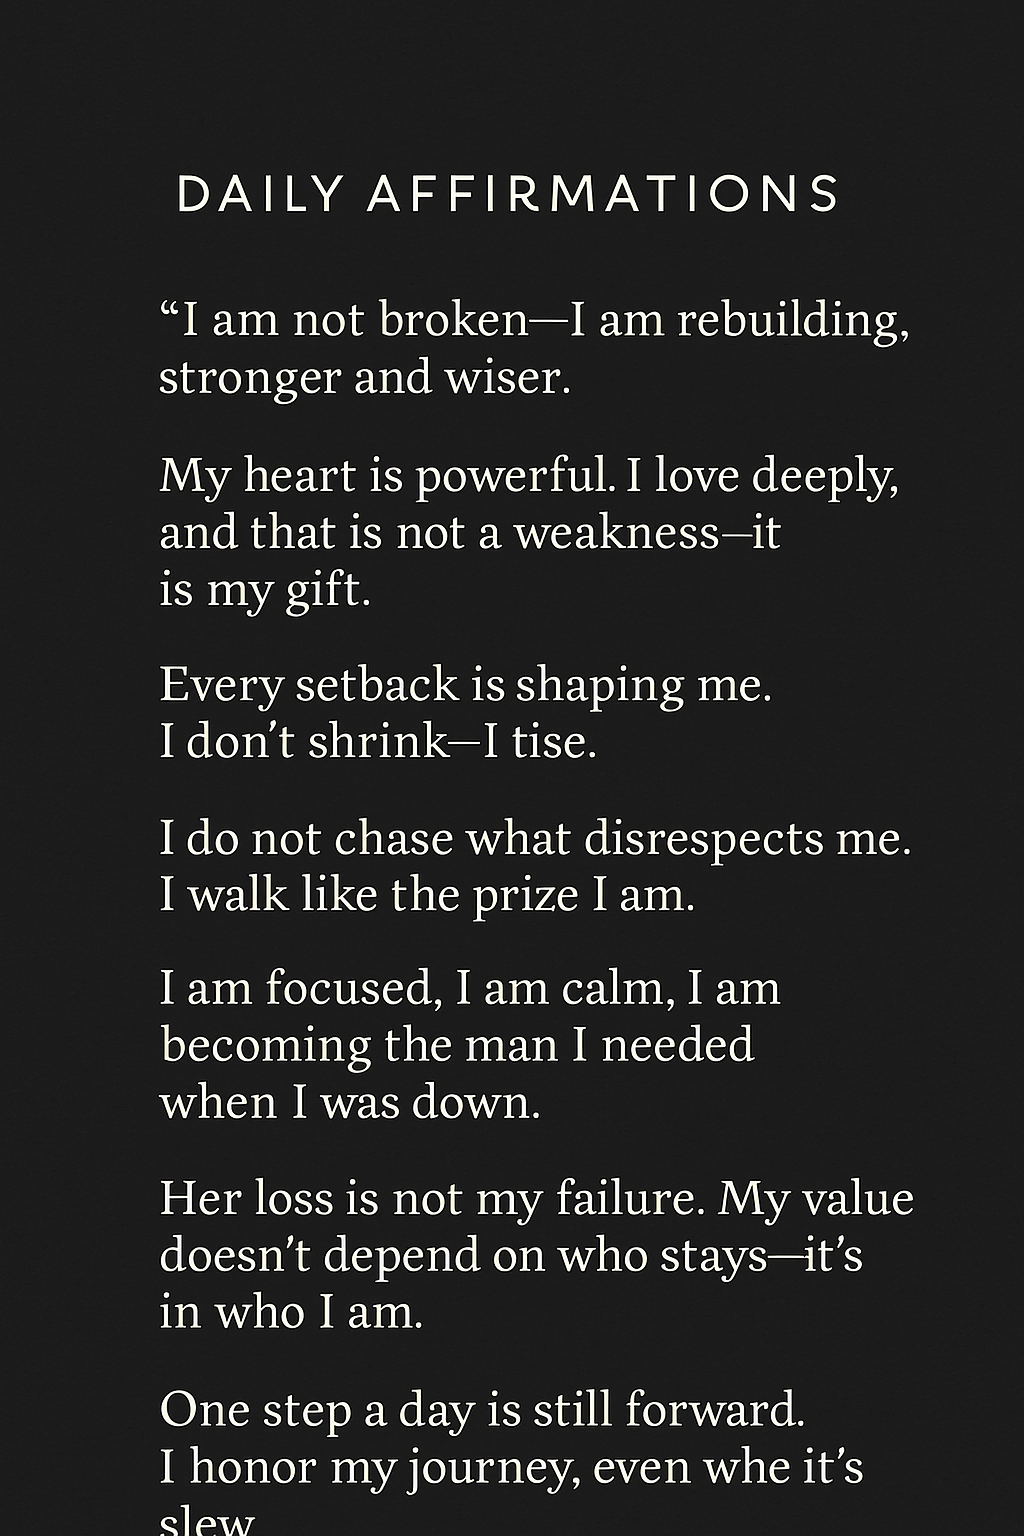 DAILY AFFIRMATIONS
“I am not broken—I am rebuilding,
stronger and wiser.
My heart is powerful. I love deeply,
and that is not a weakness—it
is my gift.
Every setback is shaping me.
I don’t shrink—I tise.
I do not chase what disrespects me.
I walk like the prize I am.
I am focused, I am calm, I am
becoming the man I needed
when I was down.
Her loss is not my failure. My value
doesn’t depend on who stays—it’s
in who I am.
One step a day is still forward.
I honor my journey, even whe it’s
slew